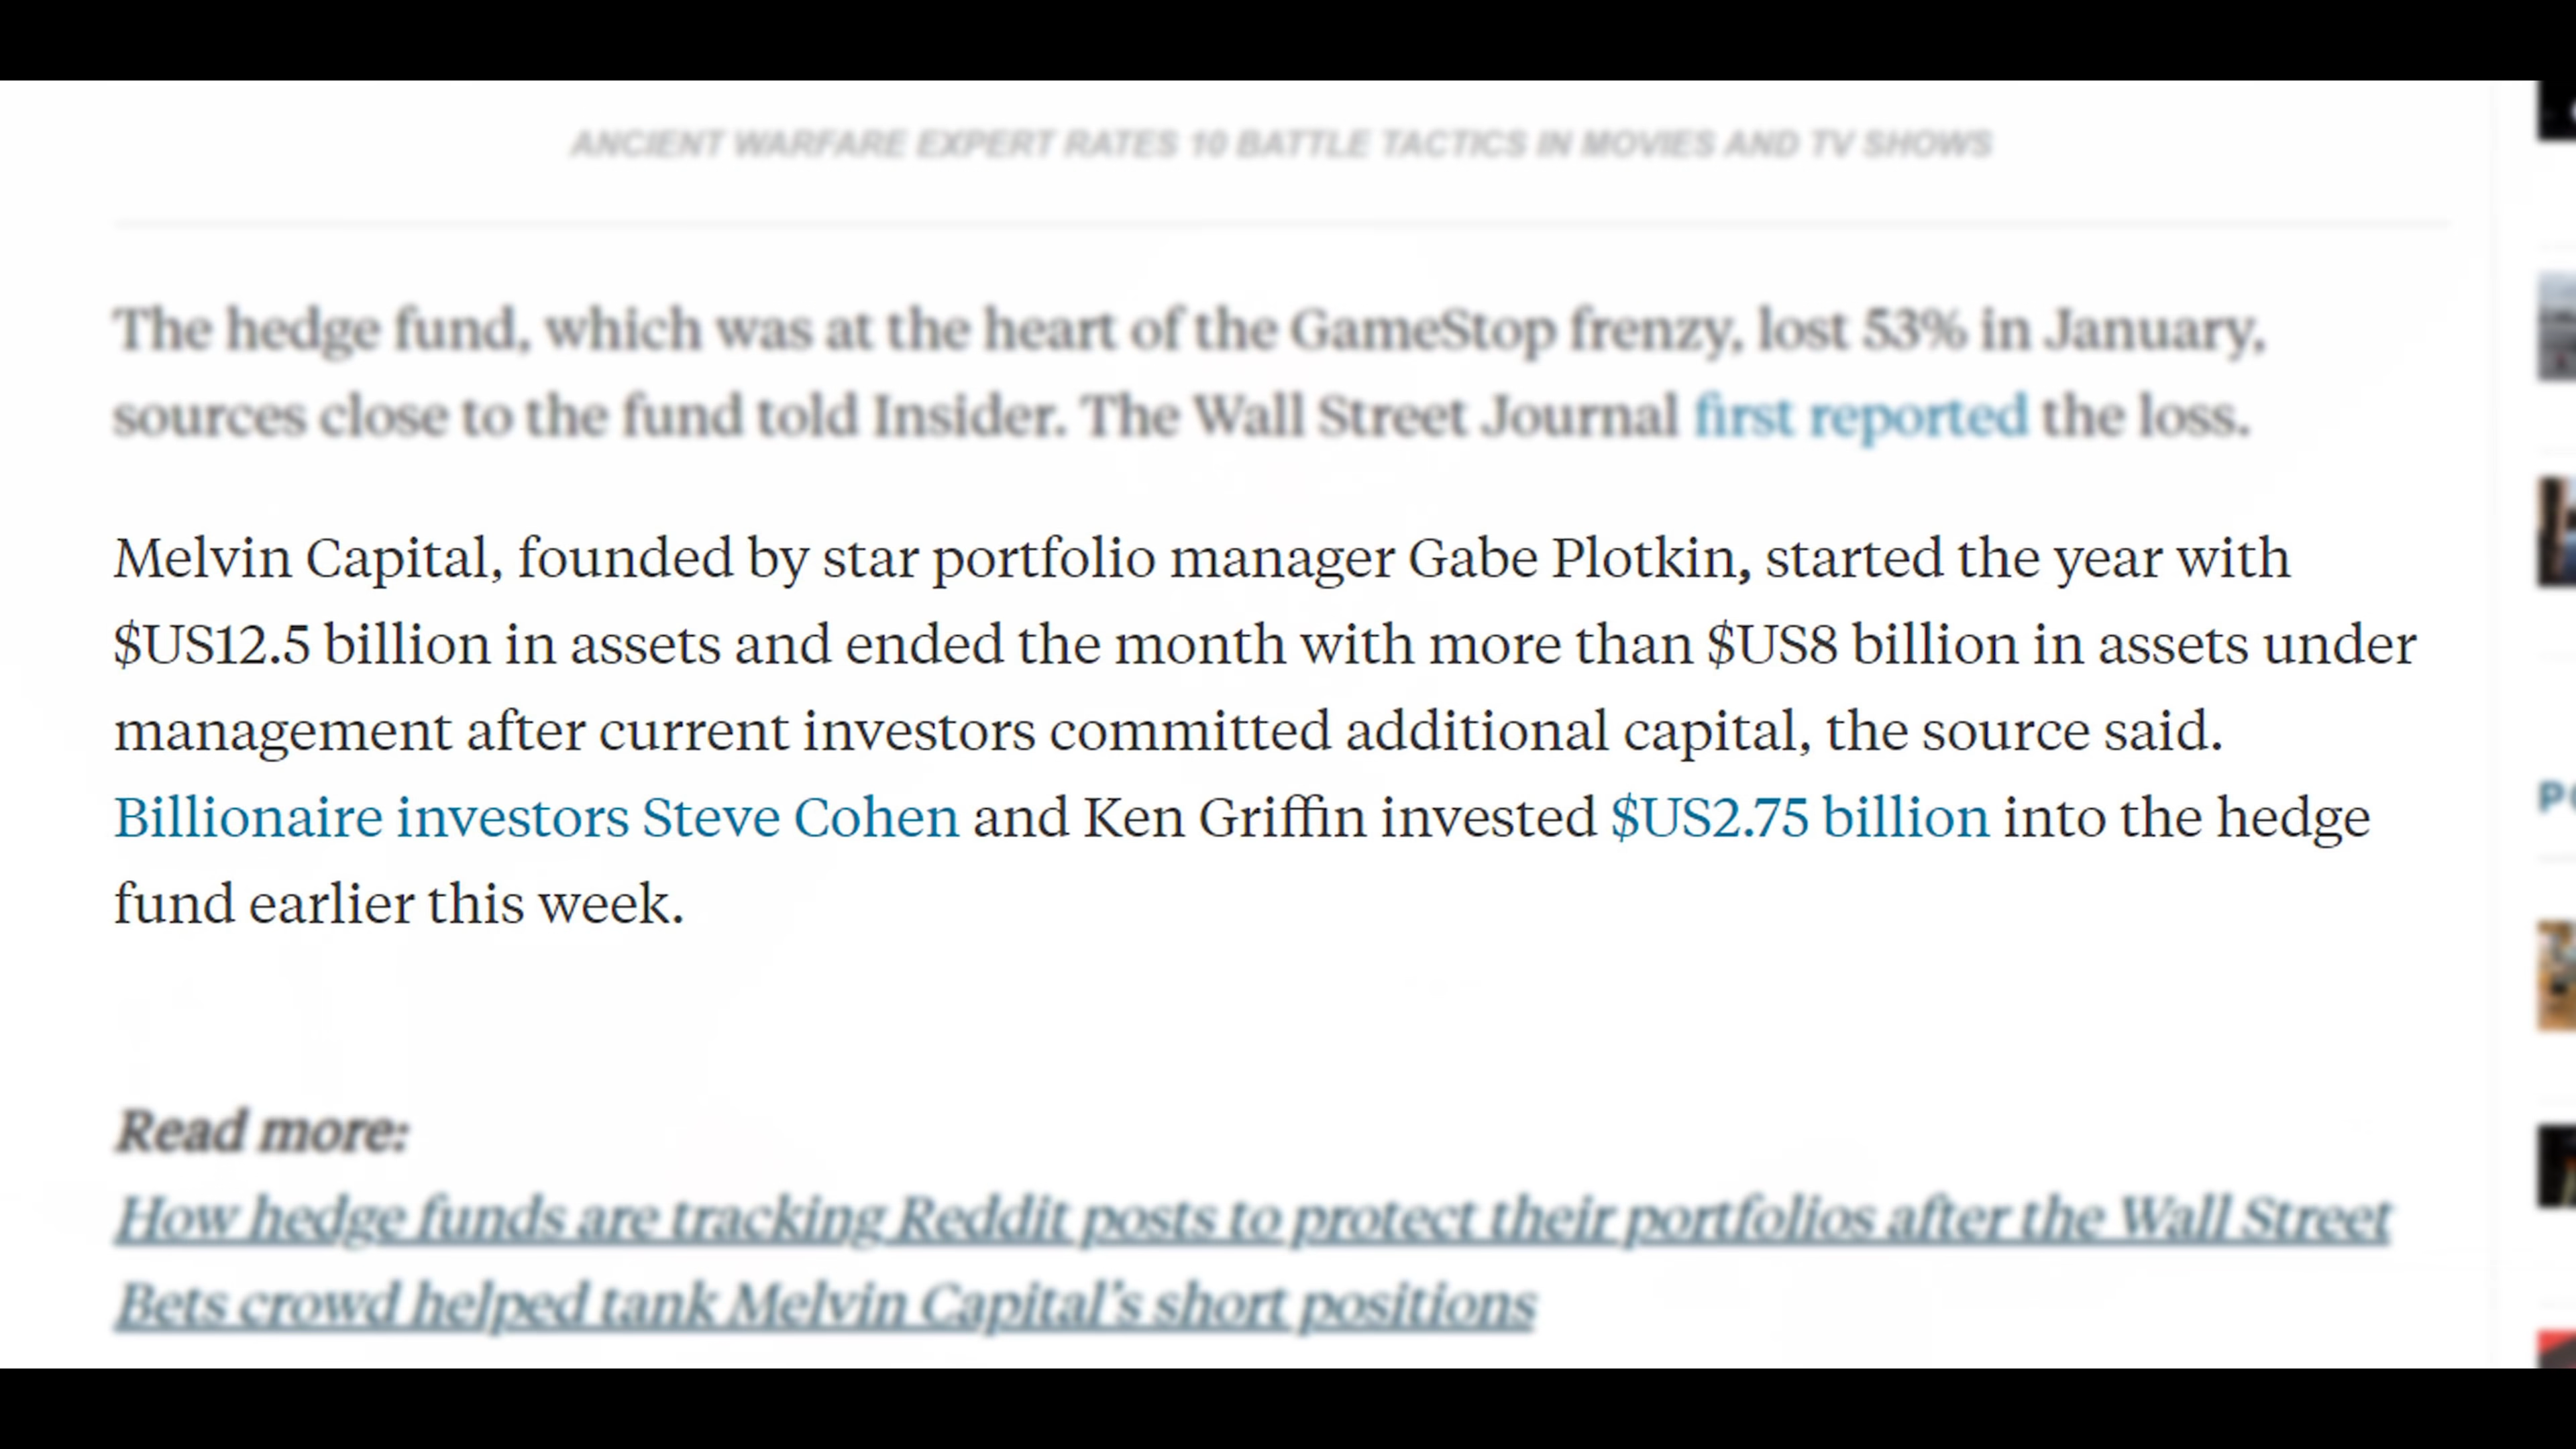 ANCIENT WARFARE EXPERT RATES 10 BATTLE TACTICS IN MOVIES AND TV SHOWS
The hedge fund, which was at the heart of the GameStop frenzy, lost 53% in January,
sources close to the fund told Insider. The Wall Street Journal first reported the loss.
Melvin Capital, founded by star portfolio manager Gabe Plotkin, started the year with
$US12.5 billion in assets and ended the month with more than $US8 billion in assets under
management after current investors committed additional capital, the source said.
Billionaire investors Steve Cohen and Ken Griffin invested $US2.75 billion into the hedge
fund earlier this week.
Read more:
How hedge funds are tracking Reddit posts to protect their portfolios after the Wall Street
Bets crowd helped tank Melvin Capital's short positions